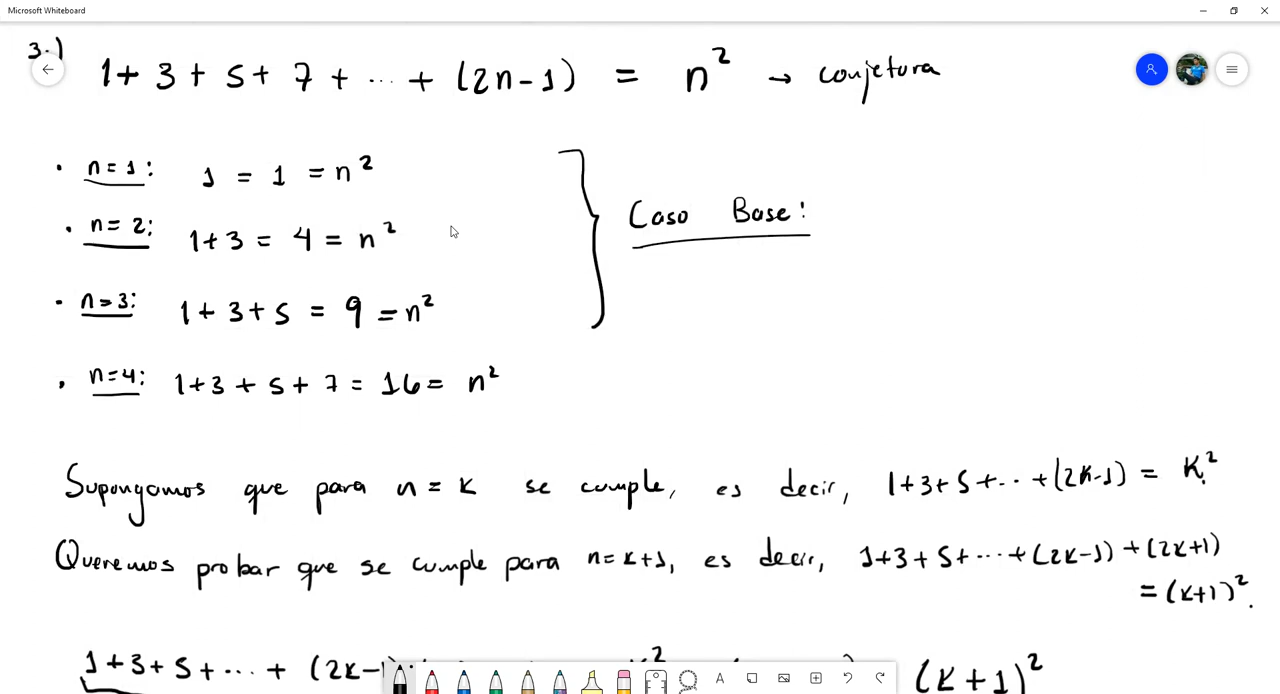 Microsoft Whiteboard
3.)
1 + 3 + 5 + 7 + ... + (2n-1) = n² → conjetura
• n=1: 1 = 1 = n²
Caso Base:
• n=2: 1+3 = 4 = n²
• n=3: 1+3+5 = 9 = n²
• n=4: 1+3+5+7 = 16 = n²
Supongamos que para n=k se cumple, es decir, 1+3+5+...+(2k-1) = k².
Queremos probar que se cumple para n=k+1, es decir, 1+3+5+...+(2k-1)+(2k+1)
= (k+1)².
1+3+5+...+ (2k-1 (k+1)²